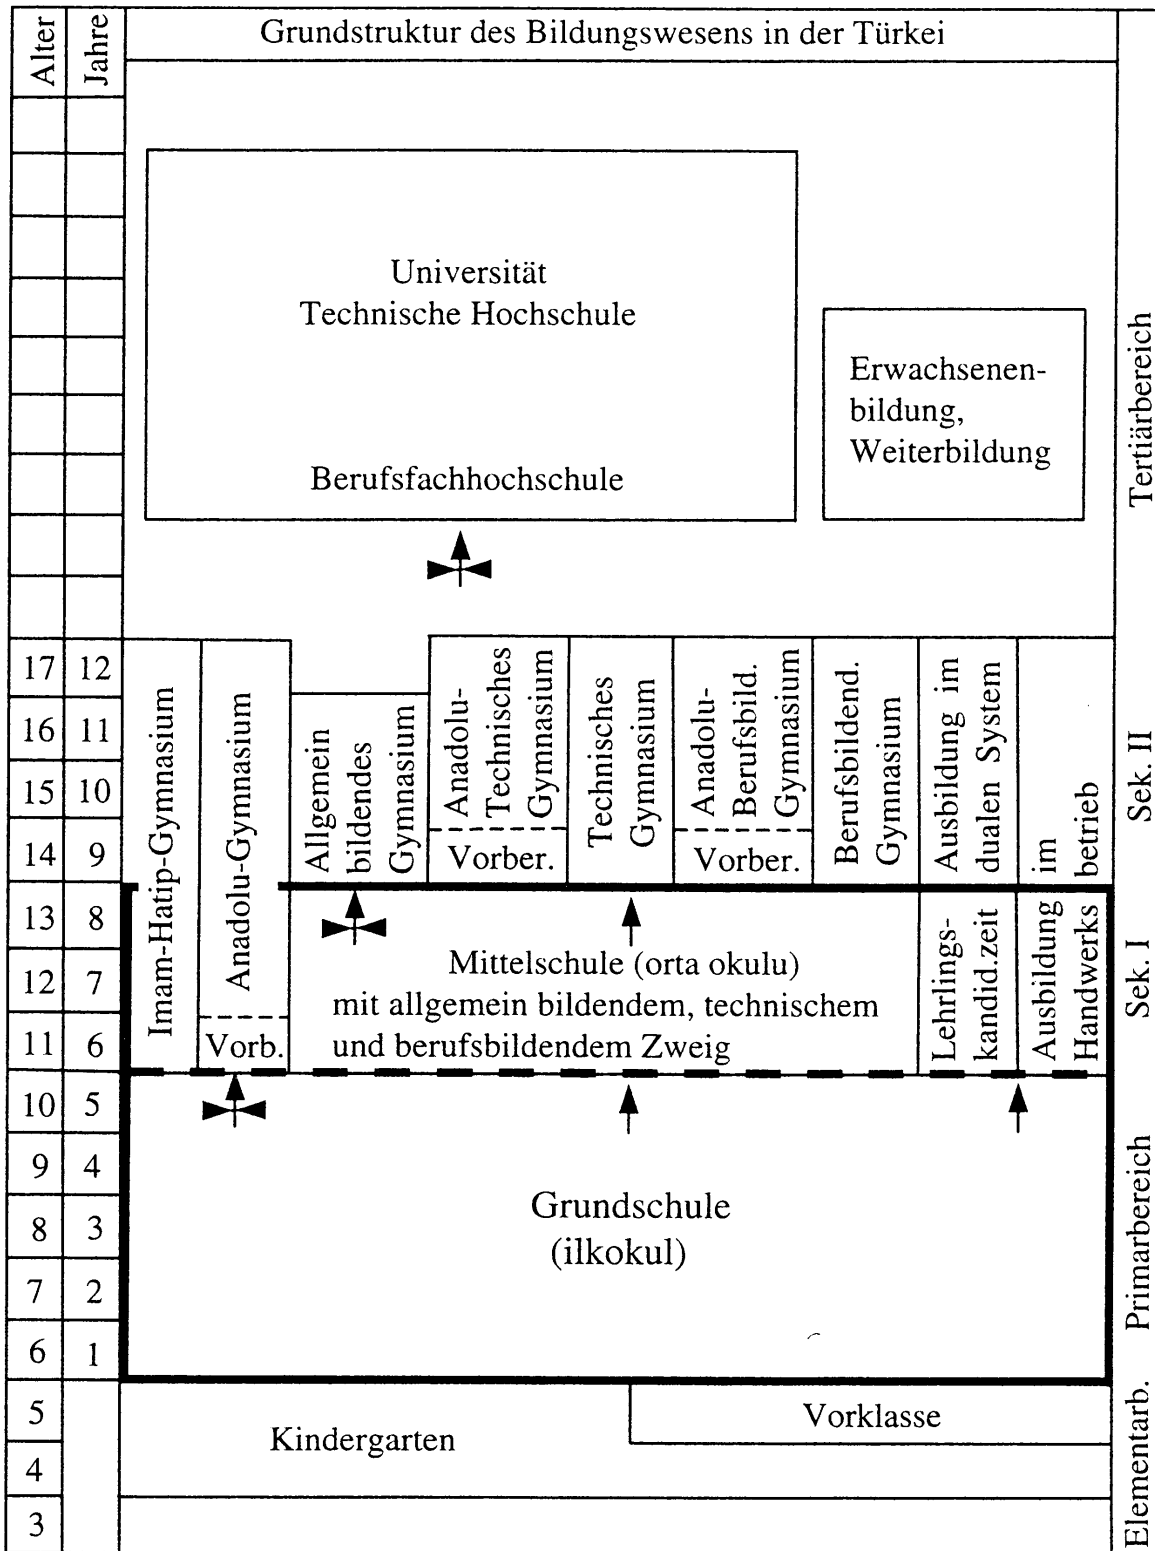 Alter
Jahre
Grundstruktur des Bildungswesens in der Türkei
Universität
Technische Hochschule
Berufsfachhochschule
Erwachsenen-
bildung,
Weiterbildung
Tertiärbereich
17 12
16 11
15 10
14 9
13 8
12 7
11 6
10 5
9 4
8 3
7 2
6 1
5
4
3
Imam-Hatip-Gymnasium
Anadolu-Gymnasium
Vorb.
Allgemein
bildendes
Gymnasium
Anadolu-
Technisches
Gymnasium
Vorber.
Technisches
Gymnasium
Anadolu-
Berufsbild.
Gymnasium
Vorber.
Berufsbildend.
Gymnasium
Ausbildung im
dualen System
Ausbildung im
Handwerksbetrieb
Sek. II
Mittelschule (orta okulu)
mit allgemein bildendem, technischem
und berufsbildendem Zweig
Lehrlings-
kandid.zeit
Sek. I
Grundschule
(ilkokul)
Primarbereich
Kindergarten
Vorklasse
Elementarb.